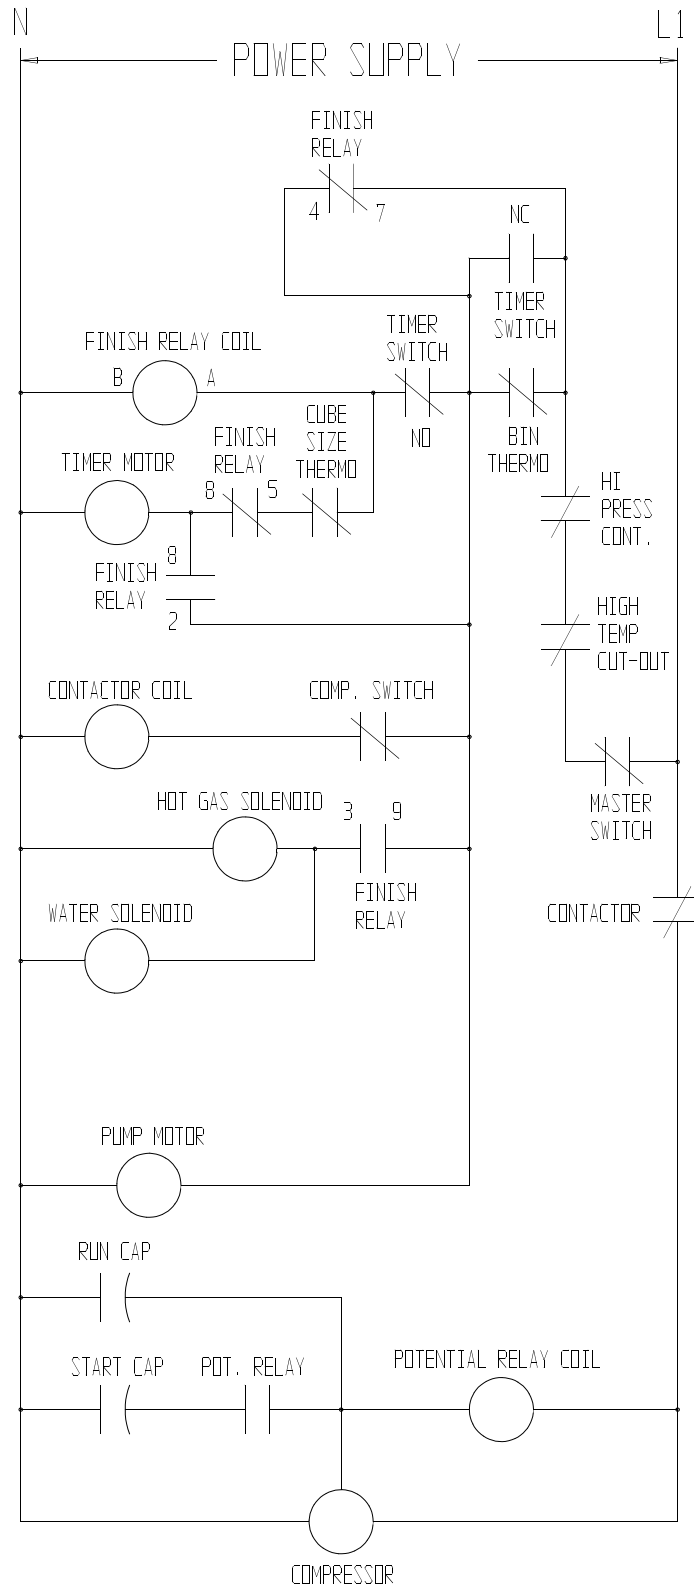 N
L1
POWER SUPPLY
FINISH
RELAY
4
7
NC
TIMER
SWITCH
TIMER
SWITCH
NO
FINISH RELAY COIL
B
A
CUBE
SIZE
THERMO
BIN
THERMO
TIMER MOTOR
FINISH
RELAY
8
5
HI
PRESS
CONT.
8
FINISH
RELAY
2
HIGH
TEMP
CUT-OUT
CONTACTOR COIL
COMP. SWITCH
MASTER
SWITCH
HOT GAS SOLENOID
3
9
FINISH
RELAY
WATER SOLENOID
CONTACTOR
PUMP MOTOR
RUN CAP
START CAP
POT. RELAY
POTENTIAL RELAY COIL
COMPRESSOR